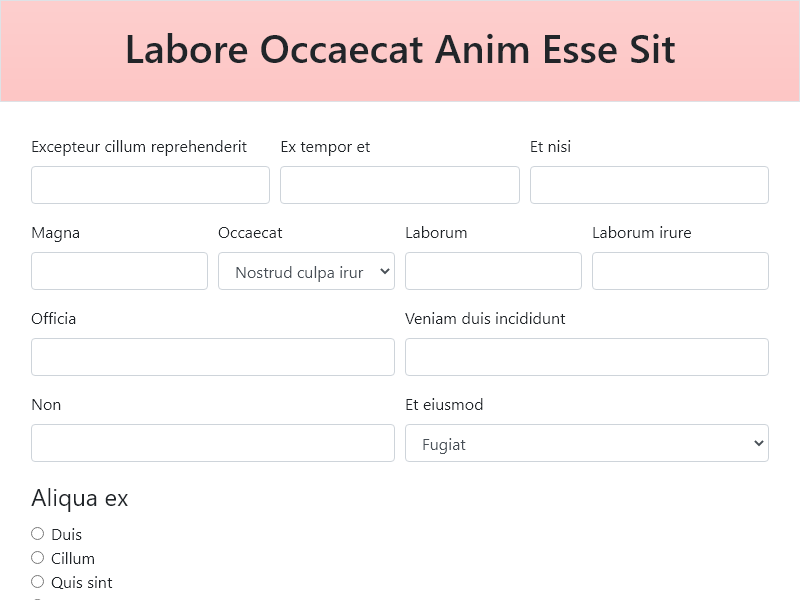 Labore Occaecat Anim Esse Sit
Excepteur cillum reprehenderit Ex tempor et Et nisi
Magna Occaecat Laborum Laborum irure
Nostrud culpa irur
Officia Veniam duis incididunt
Non Et eiusmod
Fugiat
Aliqua ex
Duis
Cillum
Quis sint